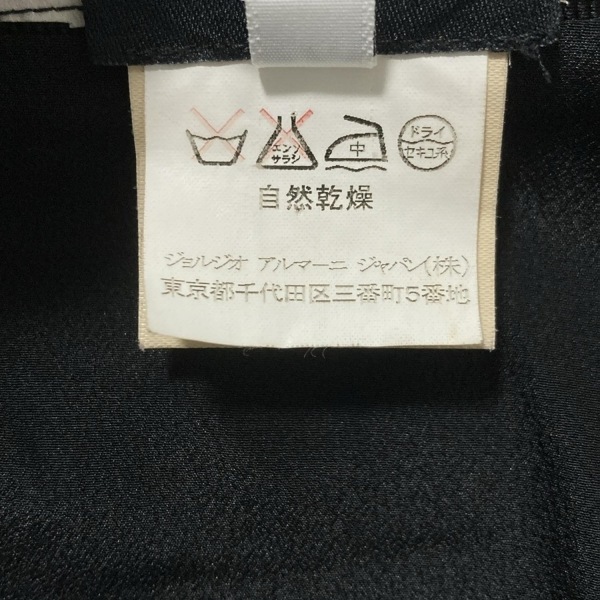 エンソ
サラシ
中
ドライ
セキユ系
自然乾燥
ジョルジオ アルマーニ ジャパン(株)
東京都千代田区三番町5番地